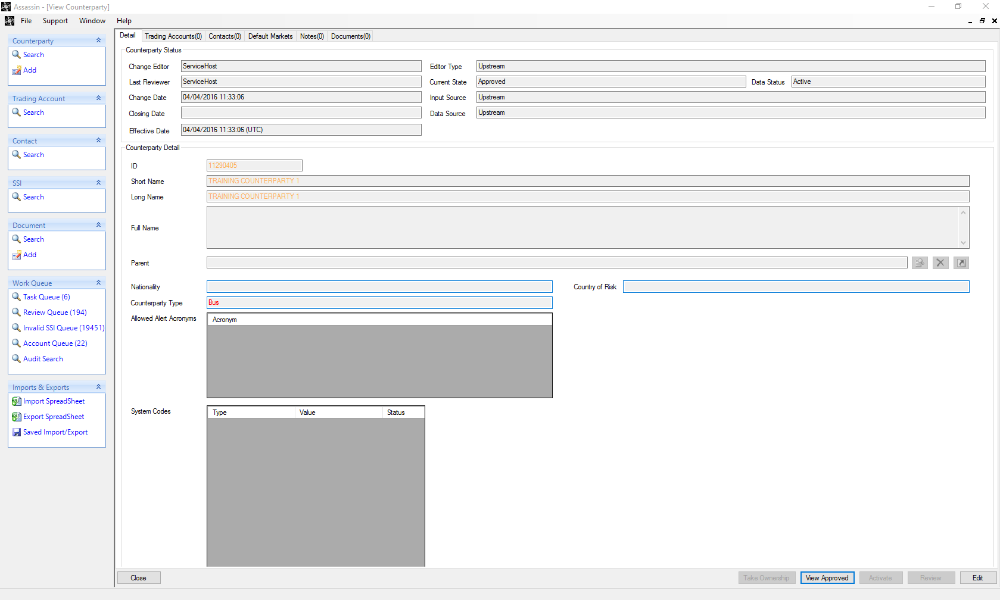 Assassin - [View Counterparty]
File Support Window Help
Counterparty
Search
Add
Trading Account
Search
Contact
Search
SSI
Search
Document
Search
Add
Work Queue
Task Queue (6)
Review Queue (194)
Invalid SSI Queue (19451)
Account Queue (22)
Audit Search
Imports & Exports
Import SpreadSheet
Export SpreadSheet
Saved Import/Export
Detail Trading Accounts(0) Contacts(0) Default Markets Notes(0) Documents(0)
Counterparty Status
Change Editor ServiceHost Editor Type Upstream
Last Reviewer ServiceHost Current State Approved Data Status Active
Change Date 04/04/2016 11:33:06 Input Source Upstream
Closing Date Data Source Upstream
Effective Date 04/04/2016 11:33:06 (UTC)
Counterparty Detail
ID 11290405
Short Name TRAINING COUNTERPARTY 1
Long Name TRAINING COUNTERPARTY 1
Full Name
Parent
Nationality Country of Risk
Counterparty Type Bus
Allowed Alert Acronyms Acronym
System Codes Type Value Status
Close Take Ownership View Approved Activate Review Edit